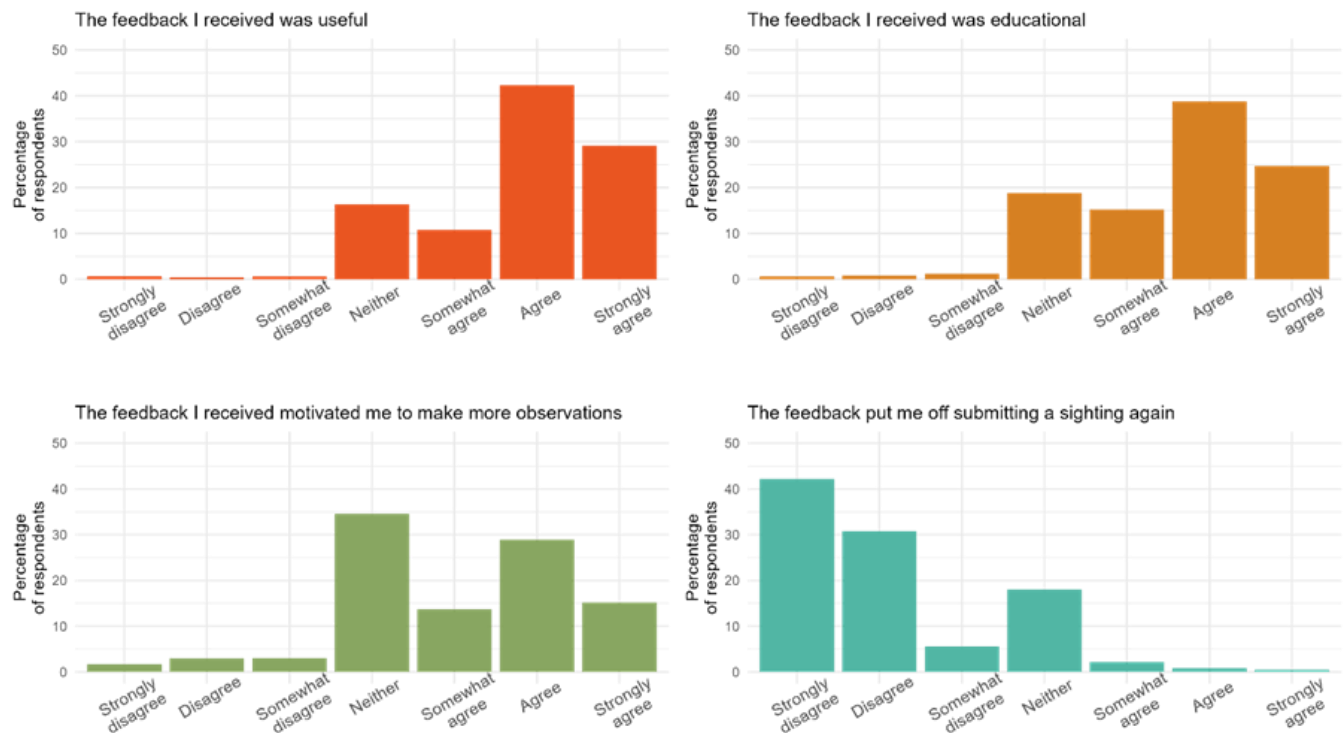 The feedback I received was useful
50
40
30
20
10
0
Percentage
of respondents
Strongly
disagree
Disagree
Somewhat
disagree
Neither
Somewhat
agree
Agree
Strongly
agree
The feedback I received was educational
50
40
30
20
10
0
Percentage
of respondents
Strongly
disagree
Disagree
Somewhat
disagree
Neither
Somewhat
agree
Agree
Strongly
agree
The feedback I received motivated me to make more observations
50
40
30
20
10
0
Percentage
of respondents
Strongly
disagree
Disagree
Somewhat
disagree
Neither
Somewhat
agree
Agree
Strongly
agree
The feedback put me off submitting a sighting again
50
40
30
20
10
0
Percentage
of respondents
Strongly
disagree
Disagree
Somewhat
disagree
Neither
Somewhat
agree
Agree
Strongly
agree